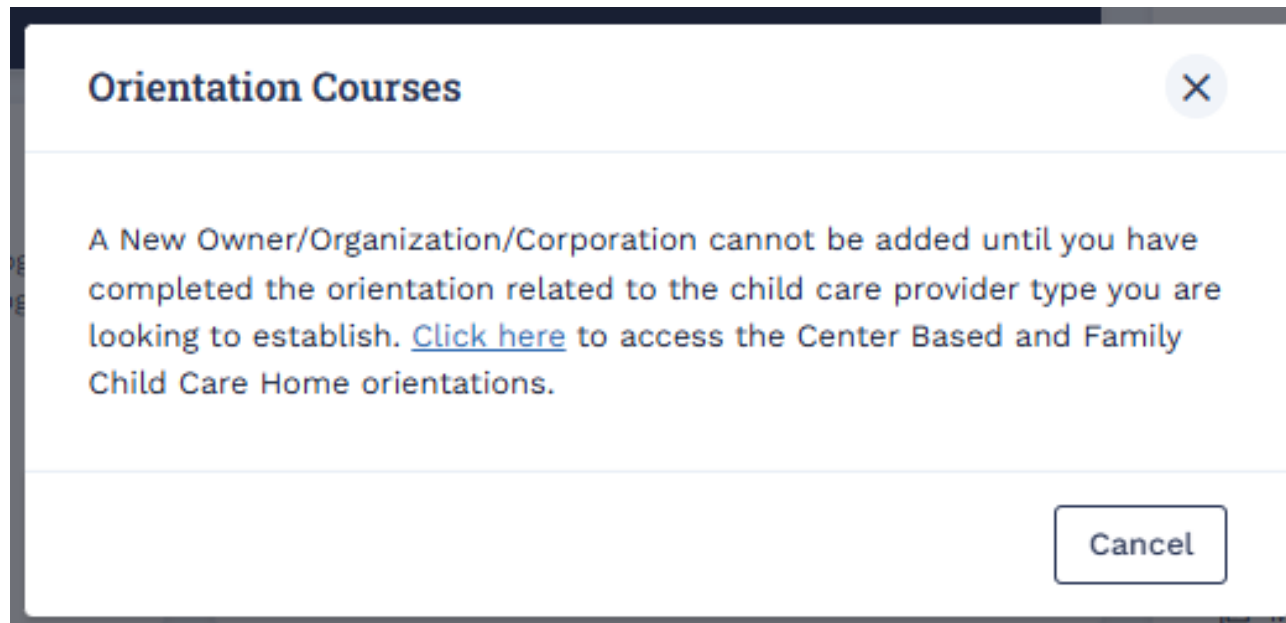 Orientation Courses
A New Owner/Organization/Corporation cannot be added until you have
completed the orientation related to the child care provider type you are
looking to establish. Click here to access the Center Based and Family
Child Care Home orientations.
Cancel